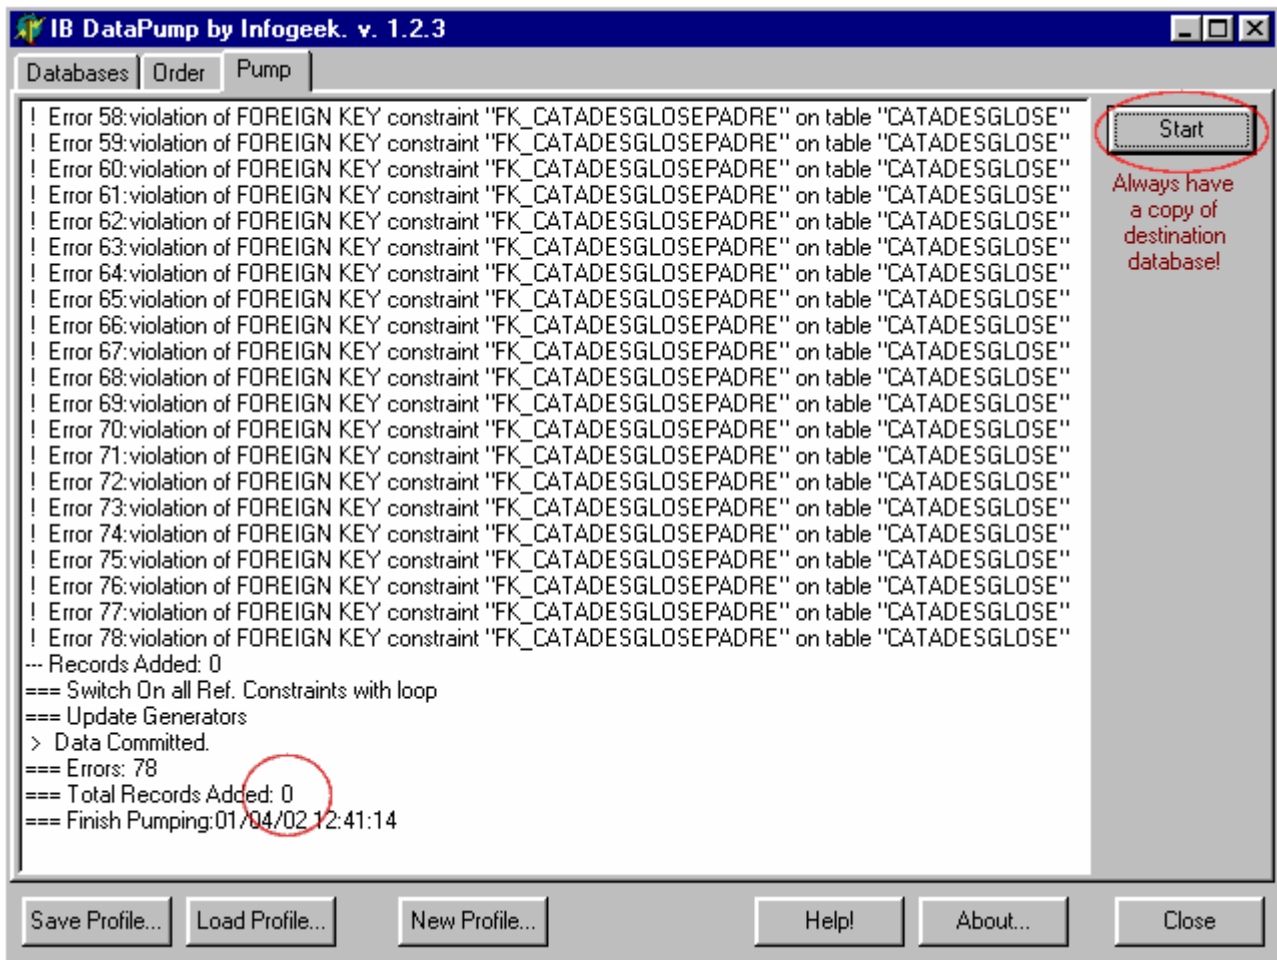 IB DataPump by Infogeek. v. 1.2.3
Databases Order Pump
! Error 58:violation of FOREIGN KEY constraint "FK_CATADESGLOSEPADRE" on table "CATADESGLOSE"
! Error 59:violation of FOREIGN KEY constraint "FK_CATADESGLOSEPADRE" on table "CATADESGLOSE"
! Error 60:violation of FOREIGN KEY constraint "FK_CATADESGLOSEPADRE" on table "CATADESGLOSE"
! Error 61:violation of FOREIGN KEY constraint "FK_CATADESGLOSEPADRE" on table "CATADESGLOSE"
! Error 62:violation of FOREIGN KEY constraint "FK_CATADESGLOSEPADRE" on table "CATADESGLOSE"
! Error 63:violation of FOREIGN KEY constraint "FK_CATADESGLOSEPADRE" on table "CATADESGLOSE"
! Error 64:violation of FOREIGN KEY constraint "FK_CATADESGLOSEPADRE" on table "CATADESGLOSE"
! Error 65:violation of FOREIGN KEY constraint "FK_CATADESGLOSEPADRE" on table "CATADESGLOSE"
! Error 66:violation of FOREIGN KEY constraint "FK_CATADESGLOSEPADRE" on table "CATADESGLOSE"
! Error 67:violation of FOREIGN KEY constraint "FK_CATADESGLOSEPADRE" on table "CATADESGLOSE"
! Error 68:violation of FOREIGN KEY constraint "FK_CATADESGLOSEPADRE" on table "CATADESGLOSE"
! Error 69:violation of FOREIGN KEY constraint "FK_CATADESGLOSEPADRE" on table "CATADESGLOSE"
! Error 70:violation of FOREIGN KEY constraint "FK_CATADESGLOSEPADRE" on table "CATADESGLOSE"
! Error 71:violation of FOREIGN KEY constraint "FK_CATADESGLOSEPADRE" on table "CATADESGLOSE"
! Error 72:violation of FOREIGN KEY constraint "FK_CATADESGLOSEPADRE" on table "CATADESGLOSE"
! Error 73:violation of FOREIGN KEY constraint "FK_CATADESGLOSEPADRE" on table "CATADESGLOSE"
! Error 74:violation of FOREIGN KEY constraint "FK_CATADESGLOSEPADRE" on table "CATADESGLOSE"
! Error 75:violation of FOREIGN KEY constraint "FK_CATADESGLOSEPADRE" on table "CATADESGLOSE"
! Error 76:violation of FOREIGN KEY constraint "FK_CATADESGLOSEPADRE" on table "CATADESGLOSE"
! Error 77:violation of FOREIGN KEY constraint "FK_CATADESGLOSEPADRE" on table "CATADESGLOSE"
! Error 78:violation of FOREIGN KEY constraint "FK_CATADESGLOSEPADRE" on table "CATADESGLOSE"
--- Records Added: 0
=== Switch On all Ref. Constraints with loop
=== Update Generators
> Data Committed.
=== Errors: 78
=== Total Records Added: 0
=== Finish Pumping:01/04/02 12:41:14
Start
Always have
a copy of
destination
database!
Save Profile... Load Profile... New Profile... Help! About... Close